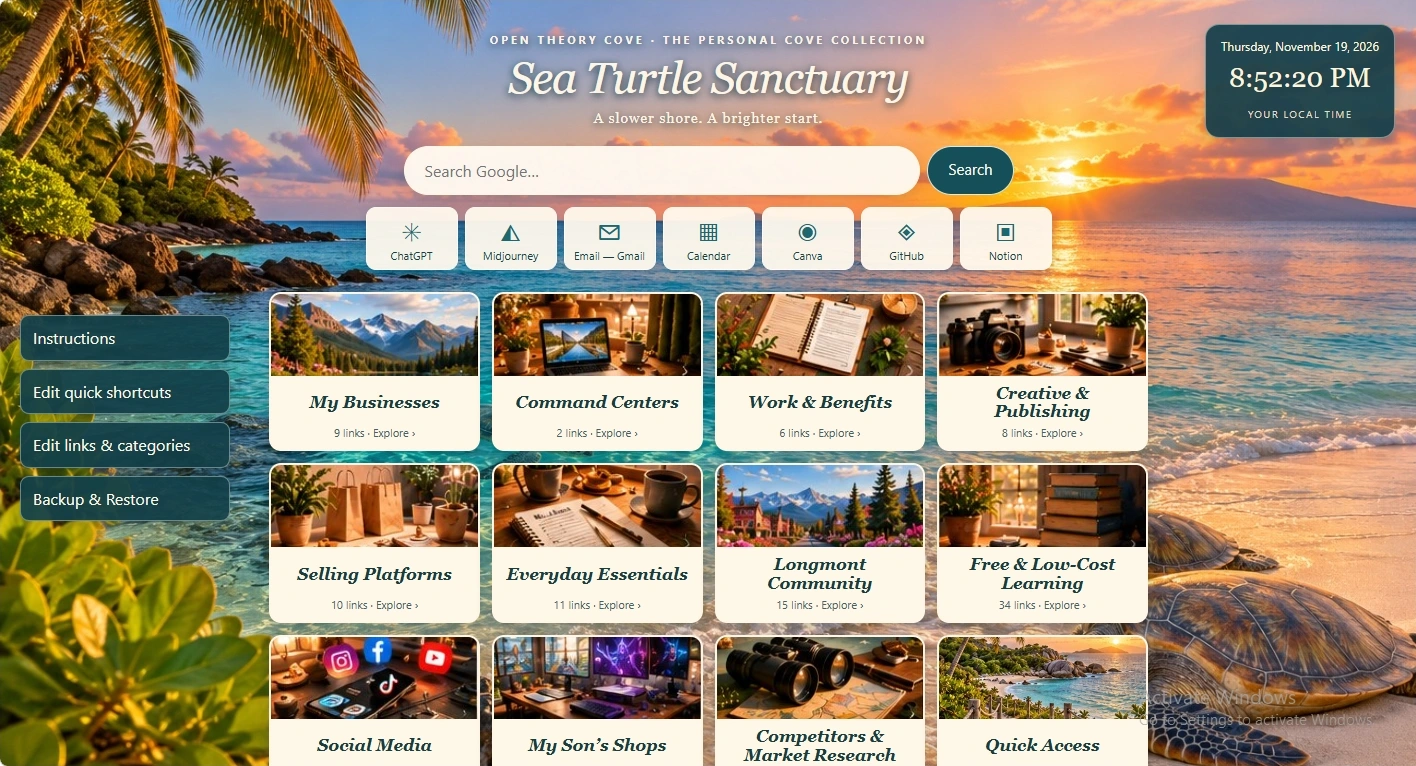 OPEN THEORY COVE · THE PERSONAL COVE COLLECTION
Sea Turtle Sanctuary
A slower shore. A brighter start.
Thursday, November 19, 2026
8:52:20 PM
YOUR LOCAL TIME
Search Google...
Search
ChatGPT
Midjourney
Email — Gmail
Calendar
Canva
GitHub
Notion
Instructions
Edit quick shortcuts
Edit links & categories
Backup & Restore
My Businesses
9 links · Explore ›
Command Centers
2 links · Explore ›
Work & Benefits
6 links · Explore ›
Creative &
Publishing
8 links · Explore ›
Selling Platforms
10 links · Explore ›
Everyday Essentials
11 links · Explore ›
Longmont
Community
15 links · Explore ›
Free & Low-Cost
Learning
34 links · Explore ›
Social Media
My Son’s Shops
Competitors &
Market Research
Quick Access
Activate Windows
Go to Settings to activate Windows.